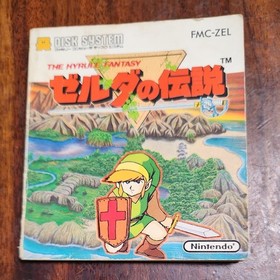 DISK SYSTEM
FMC-ZEL
THE HYRULE FANTASY
ゼルダの伝説
TM
Nintendo